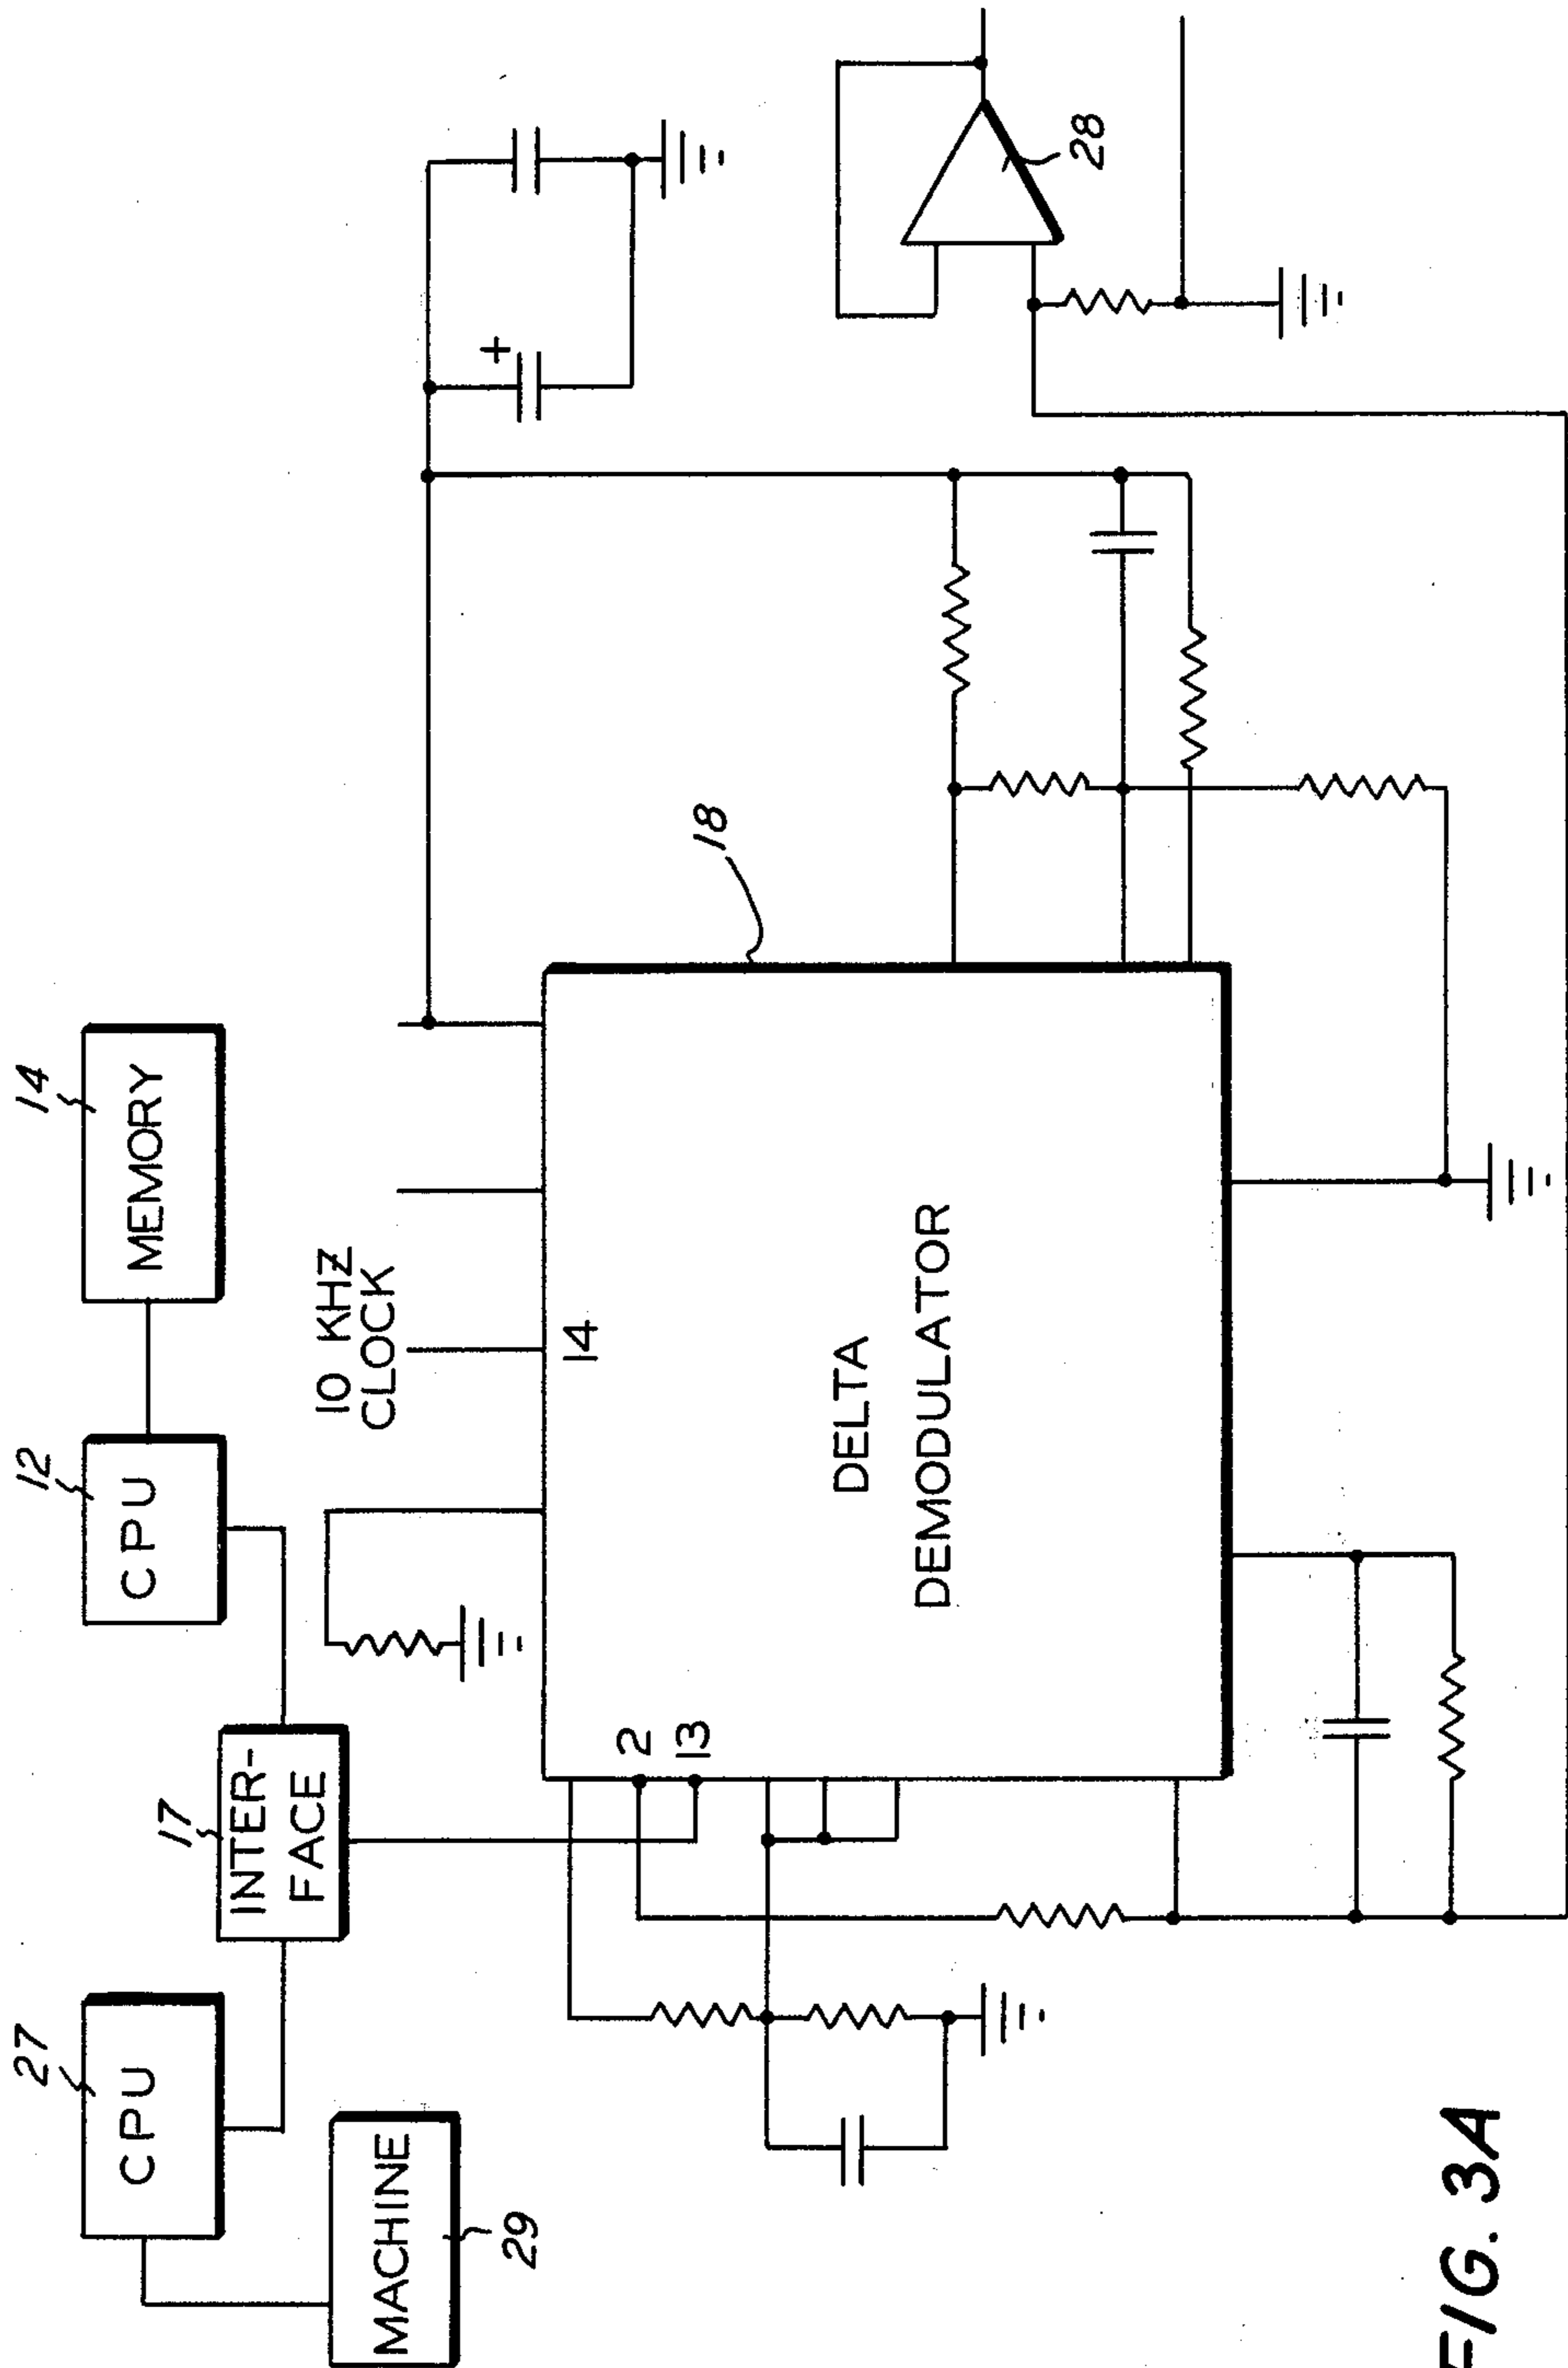 27
CPU
MACHINE
29
17
INTER-
FACE
12
CPU
14
MEMORY
10 KHZ
CLOCK
2
13
14
DELTA
DEMODULATOR
18
+
28
FIG. 3A